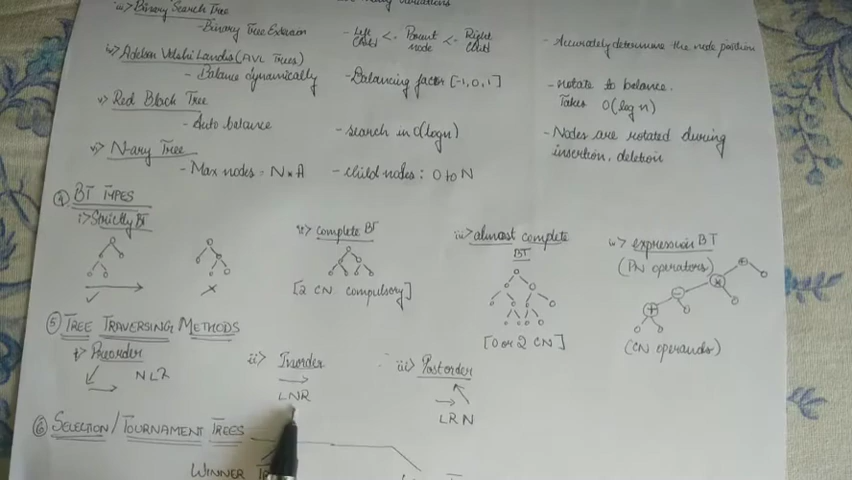 iii> Binary Search Tree
- Binary Tree Extension
- Left Child <- Parent node <- Right Child
- Accurately determine the node position
iv> Adelson Velski Landis (AVL Trees)
- Balance dynamically
- Balancing factor [-1, 0, 1]
- rotate to balance.
Takes O(log n)
v> Red Black Tree
- Auto balance
- search in O(logn)
- Nodes are rotated during
insertion, deletion
vi> N-ary Tree
- Max nodes = N * A
- child nodes : 0 to N
④ BT TYPES
i> Strictly BT
ii> complete BT
[2 CN compulsory]
iii> almost complete
BT
[0 or 2 CN]
iv> expression BT
(PN operators)
+
-
*
+
(CN operands)
⑤ TREE TRAVERSING METHODS
i> Preorder
NLR
ii> Inorder
LNR
iii> Postorder
LRN
⑥ SELECTION / TOURNAMENT TREES
WINNER